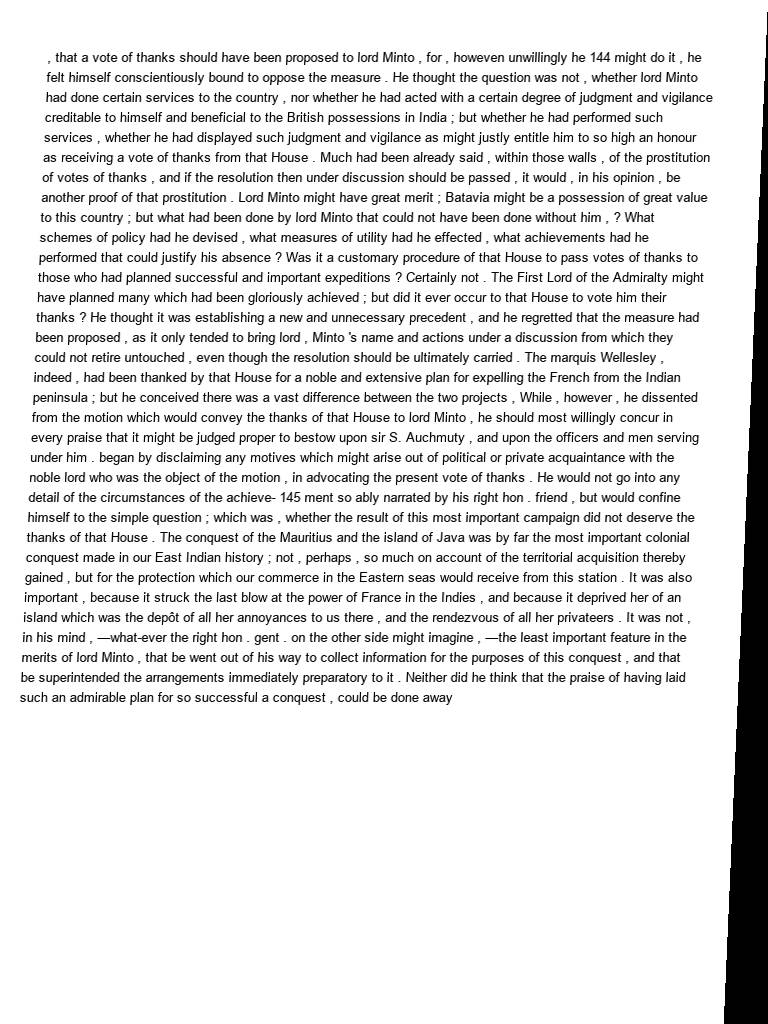 , that a vote of thanks should have been proposed to lord Minto , for , howeven unwillingly he 144 might do it , he
felt himself conscientiously bound to oppose the measure . He thought the question was not , whether lord Minto
had done certain services to the country , nor whether he had acted with a certain degree of judgment and vigilance
creditable to himself and beneficial to the British possessions in India ; but whether he had performed such
services , whether he had displayed such judgment and vigilance as might justly entitle him to so high an honour
as receiving a vote of thanks from that House . Much had been already said , within those walls , of the prostitution
of votes of thanks , and if the resolution then under discussion should be passed , it would , in his opinion , be
another proof of that prostitution . Lord Minto might have great merit ; Batavia might be a possession of great value
to this country ; but what had been done by lord Minto that could not have been done without him , ? What
schemes of policy had he devised , what measures of utility had he effected , what achievements had he
performed that could justify his absence ? Was it a customary procedure of that House to pass votes of thanks to
those who had planned successful and important expeditions ? Certainly not . The First Lord of the Admiralty might
have planned many which had been gloriously achieved ; but did it ever occur to that House to vote him their
thanks ? He thought it was establishing a new and unnecessary precedent , and he regretted that the measure had
been proposed , as it only tended to bring lord , Minto 's name and actions under a discussion from which they
could not retire untouched , even though the resolution should be ultimately carried . The marquis Wellesley ,
indeed , had been thanked by that House for a noble and extensive plan for expelling the French from the Indian
peninsula ; but he conceived there was a vast difference between the two projects , While , however , he dissented
from the motion which would convey the thanks of that House to lord Minto , he should most willingly concur in
every praise that it might be judged proper to bestow upon sir S. Auchmuty , and upon the officers and men serving
under him . began by disclaiming any motives which might arise out of political or private acquaintance with the
noble lord who was the object of the motion , in advocating the present vote of thanks . He would not go into any
detail of the circumstances of the achieve- 145 ment so ably narrated by his right hon . friend , but would confine
himself to the simple question ; which was , whether the result of this most important campaign did not deserve the
thanks of that House . The conquest of the Mauritius and the island of Java was by far the most important colonial
conquest made in our East Indian history ; not , perhaps , so much on account of the territorial acquisition thereby
gained , but for the protection which our commerce in the Eastern seas would receive from this station . It was also
important , because it struck the last blow at the power of France in the Indies , and because it deprived her of an
island which was the depôt of all her annoyances to us there , and the rendezvous of all her privateers . It was not ,
in his mind , —what-ever the right hon . gent . on the other side might imagine , —the least important feature in the
merits of lord Minto , that be went out of his way to collect information for the purposes of this conquest , and that
be superintended the arrangements immediately preparatory to it . Neither did he think that the praise of having laid
such an admirable plan for so successful a conquest , could be done away